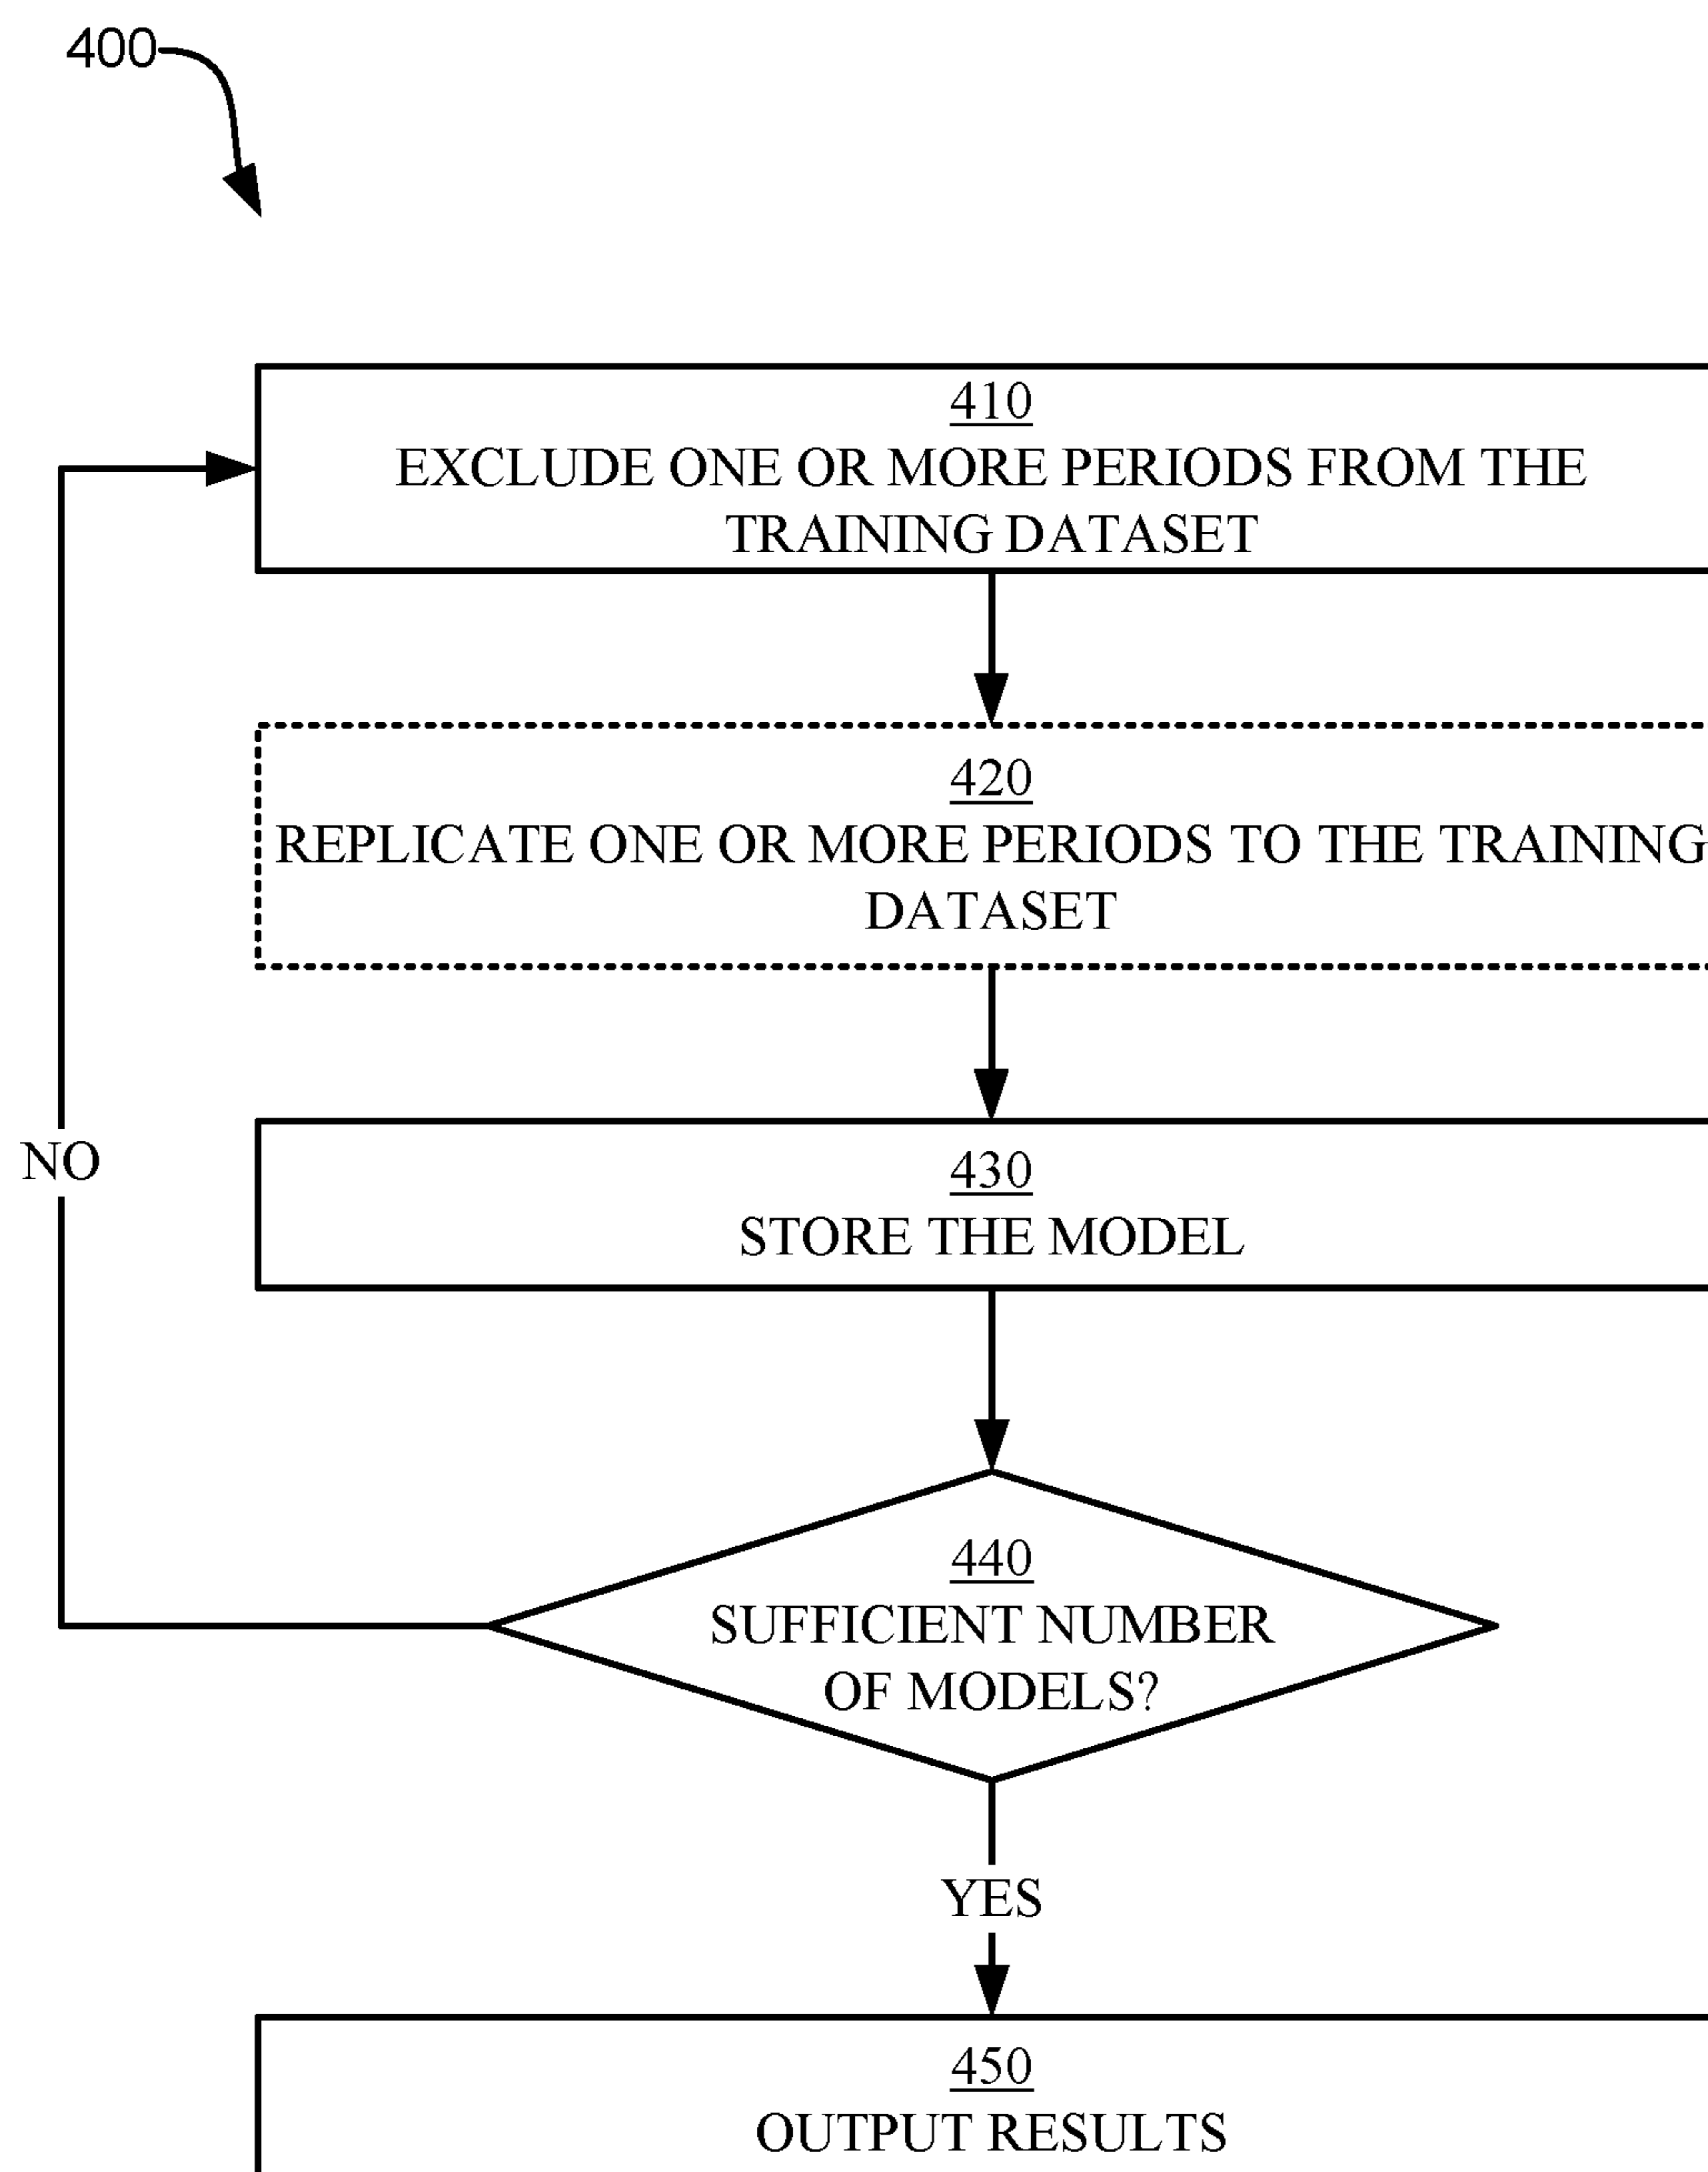 400
410
EXCLUDE ONE OR MORE PERIODS FROM THE
TRAINING DATASET
420
REPLICATE ONE OR MORE PERIODS TO THE TRAINING
DATASET
430
STORE THE MODEL
NO
440
SUFFICIENT NUMBER
OF MODELS?
YES
450
OUTPUT RESULTS